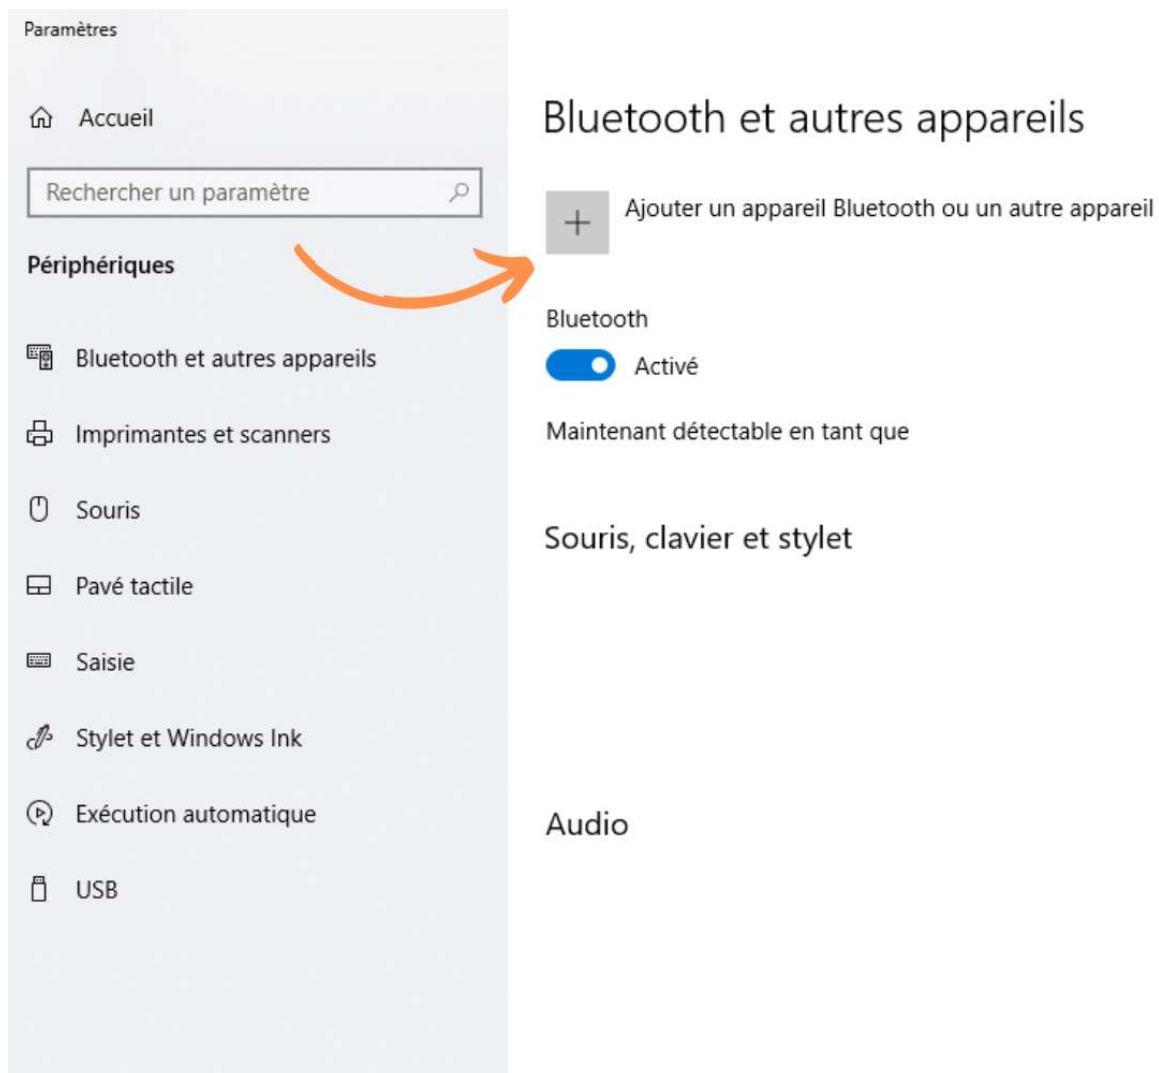 Paramètres
Accueil
Rechercher un paramètre
Périphériques
Bluetooth et autres appareils
Imprimantes et scanners
Souris
Pavé tactile
Saisie
Stylet et Windows Ink
Exécution automatique
USB
Bluetooth et autres appareils
Ajouter un appareil Bluetooth ou un autre appareil
Bluetooth
Activé
Maintenant détectable en tant que
Souris, clavier et stylet
Audio